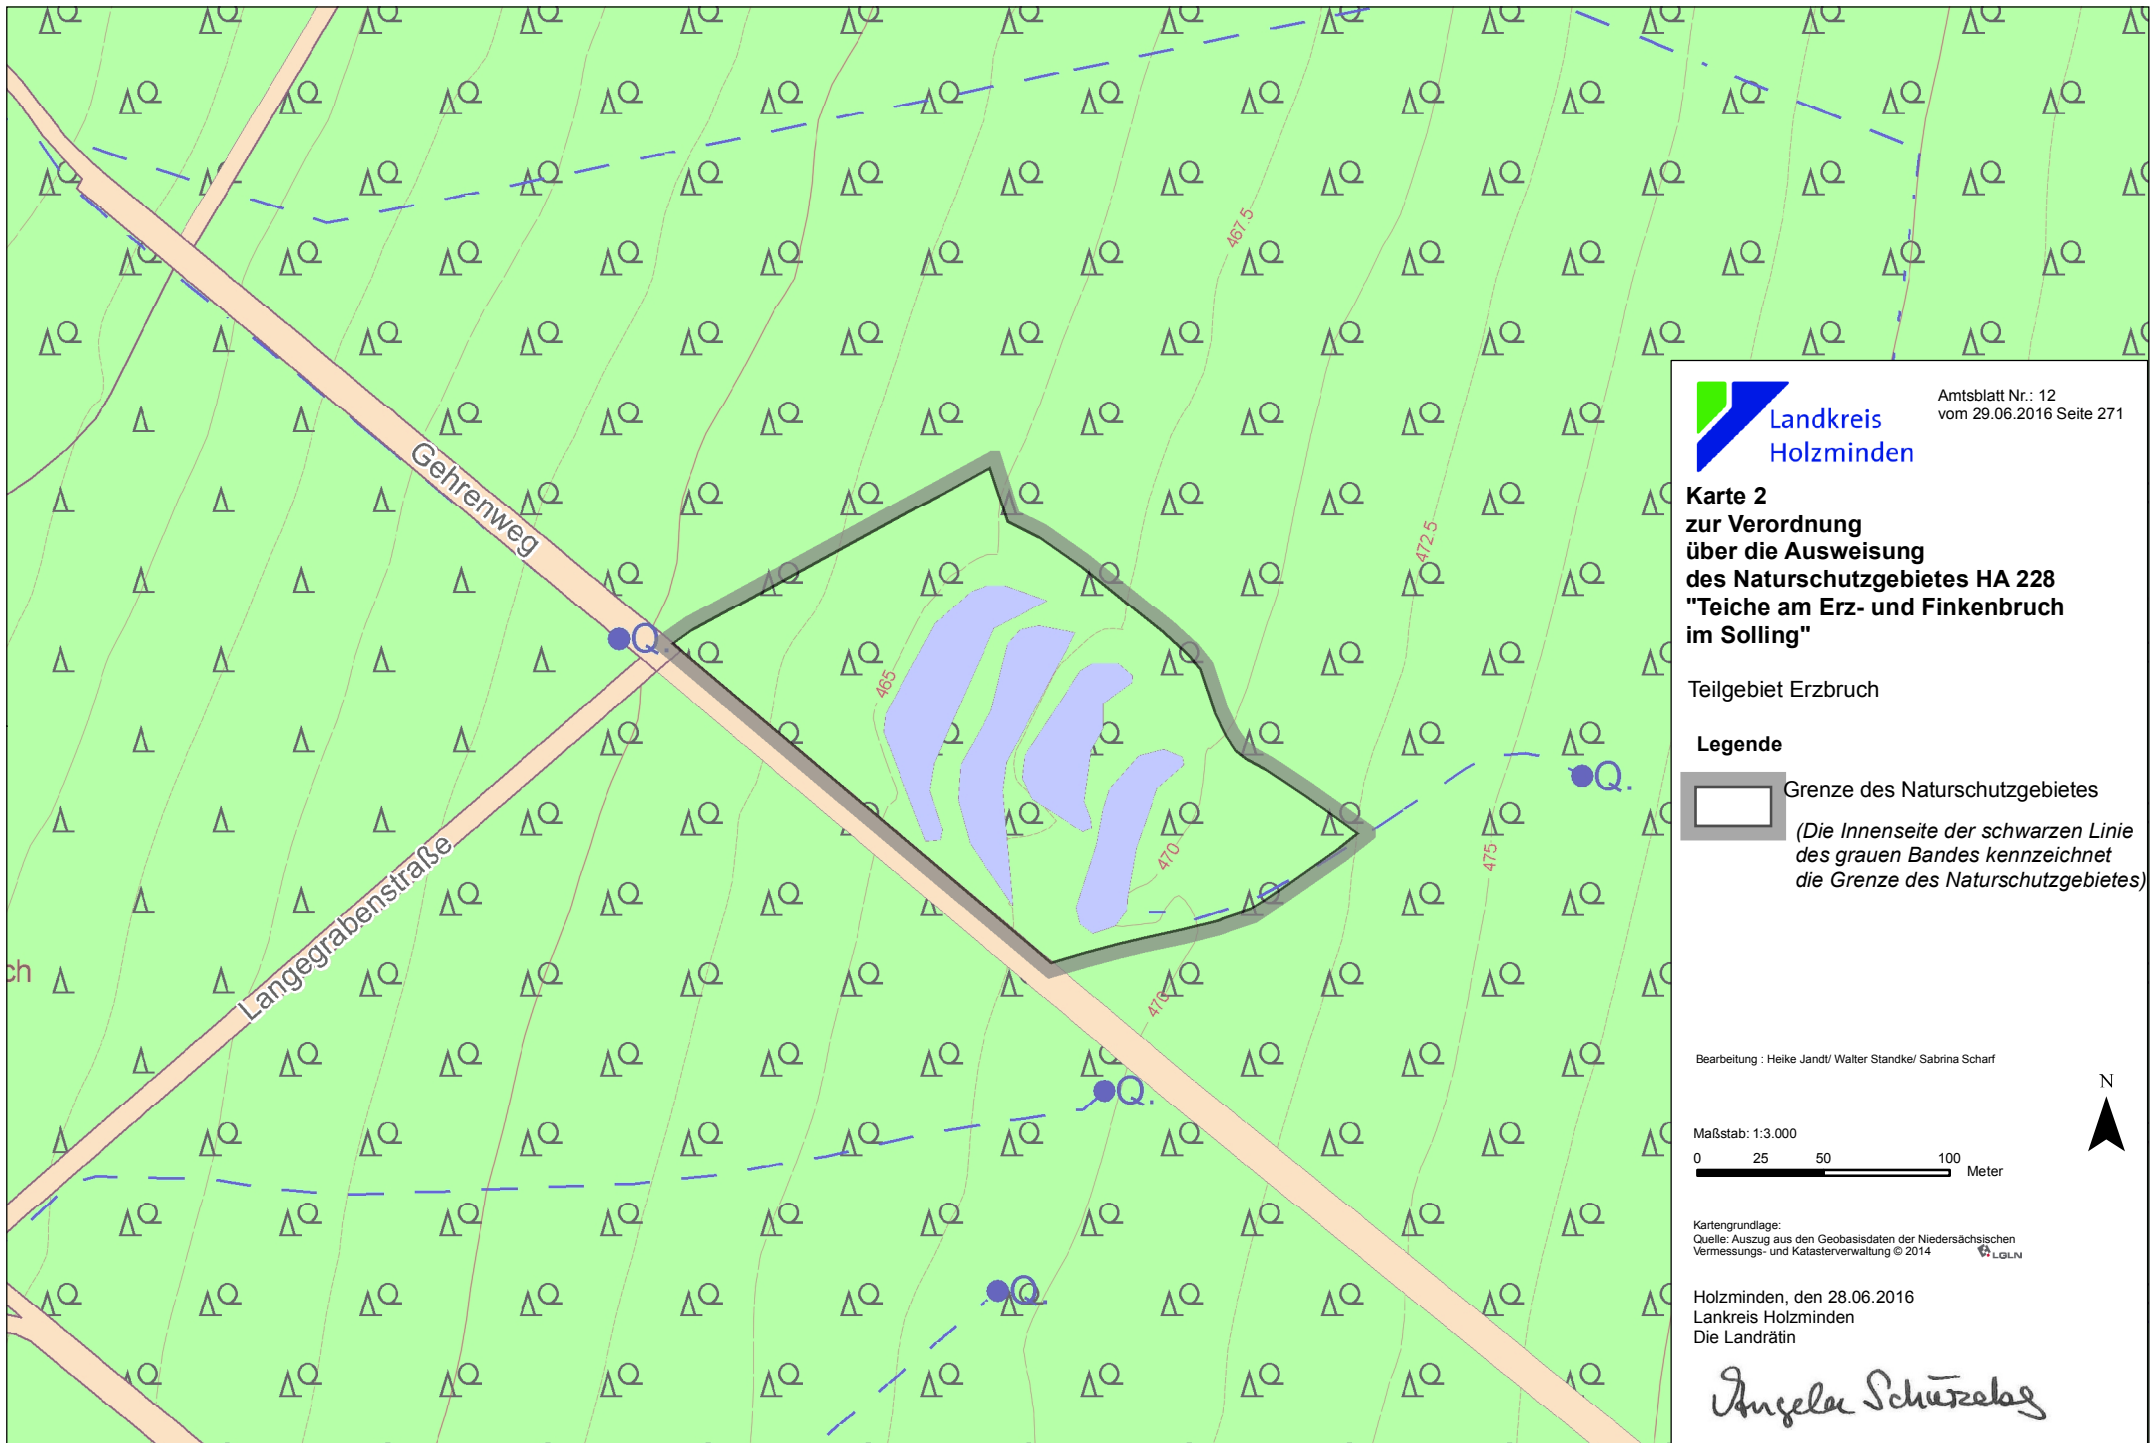 467.5
Gehrenweg
472.5
Q.
465
Q.
470
475
Langegrabenstraße
ch
470
Q.
Q.
Landkreis
Holzminden
Amtsblatt Nr.: 12
vom 29.06.2016 Seite 271
Karte 2
zur Verordnung
über die Ausweisung
des Naturschutzgebietes HA 228
"Teiche am Erz- und Finkenbruch
im Solling"
Teilgebiet Erzbruch
Legende
Grenze des Naturschutzgebietes
(Die Innenseite der schwarzen Linie
des grauen Bandes kennzeichnet
die Grenze des Naturschutzgebietes)
Bearbeitung : Heike Jandt/ Walter Standke/ Sabrina Scharf
N
Maßstab: 1:3.000
0 25 50 100
Meter
Kartengrundlage:
Quelle: Auszug aus den Geobasisdaten der Niedersächsischen
Vermessungs- und Katasterverwaltung © 2014
LGLN
Holzminden, den 28.06.2016
Lankreis Holzminden
Die Landrätin
Angela Schürzeberg